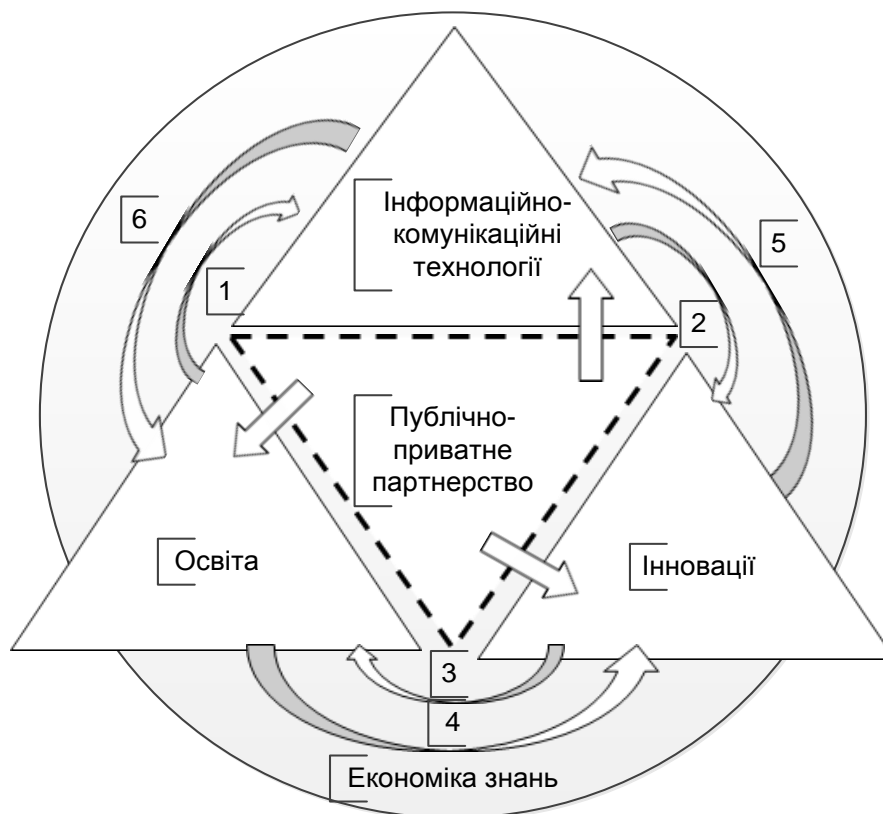 Інформаційно-
комунікаційні
технології
6
5
1
2
Публічно-
приватне
партнерство
Освіта
Інновації
3
4
Економіка знань